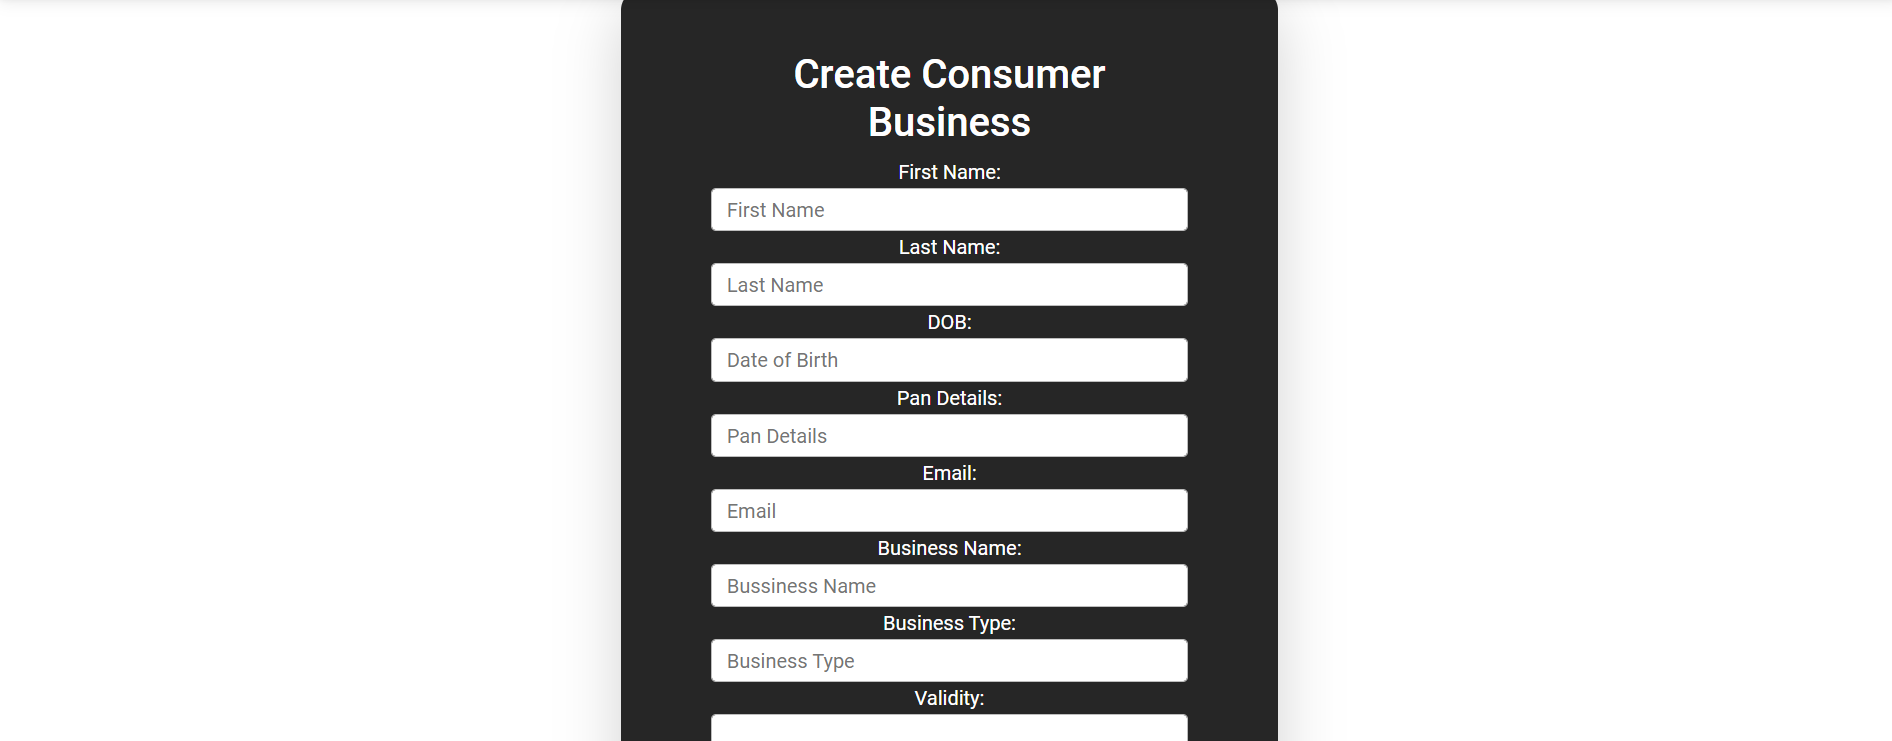 Create Consumer
Business
First Name:
First Name
Last Name:
Last Name
DOB:
Date of Birth
Pan Details:
Pan Details
Email:
Email
Business Name:
Bussiness Name
Business Type:
Business Type
Validity: